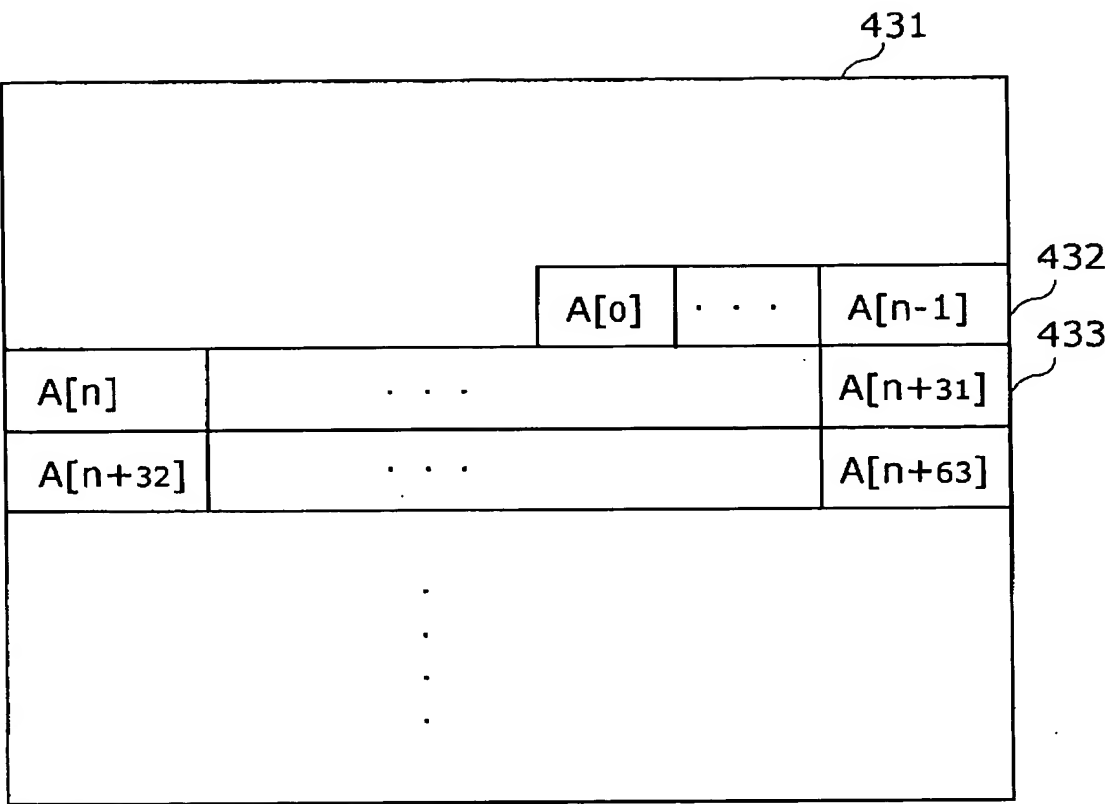 431
432
A[0] · · · A[n-1]
433
A[n] · · · A[n+31]
A[n+32] · · · A[n+63]